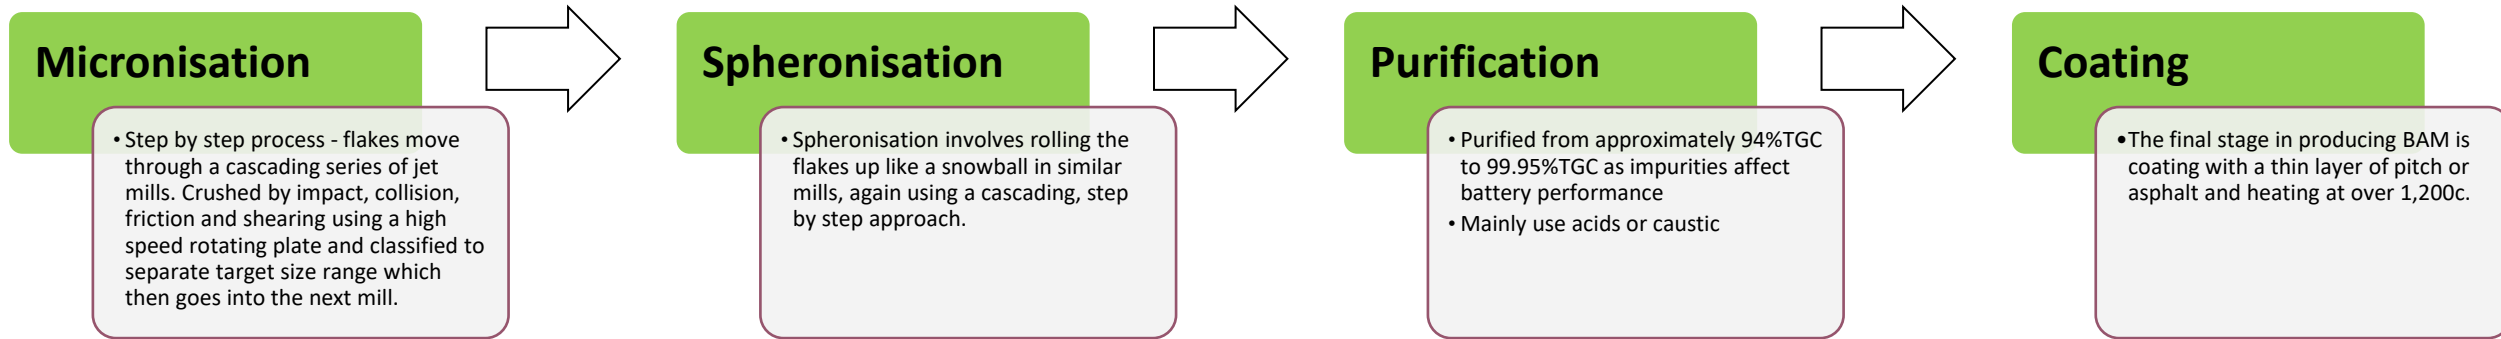 Micronisation
• Step by step process - flakes move
through a cascading series of jet
mills. Crushed by impact, collision,
friction and shearing using a high
speed rotating plate and classified to
separate target size range which
then goes into the next mill.
Spheronisation
• Spheronisation involves rolling the
flakes up like a snowball in similar
mills, again using a cascading, step
by step approach.
Purification
• Purified from approximately 94%TGC
to 99.95%TGC as impurities affect
battery performance
• Mainly use acids or caustic
Coating
•The final stage in producing BAM is
coating with a thin layer of pitch or
asphalt and heating at over 1,200c.